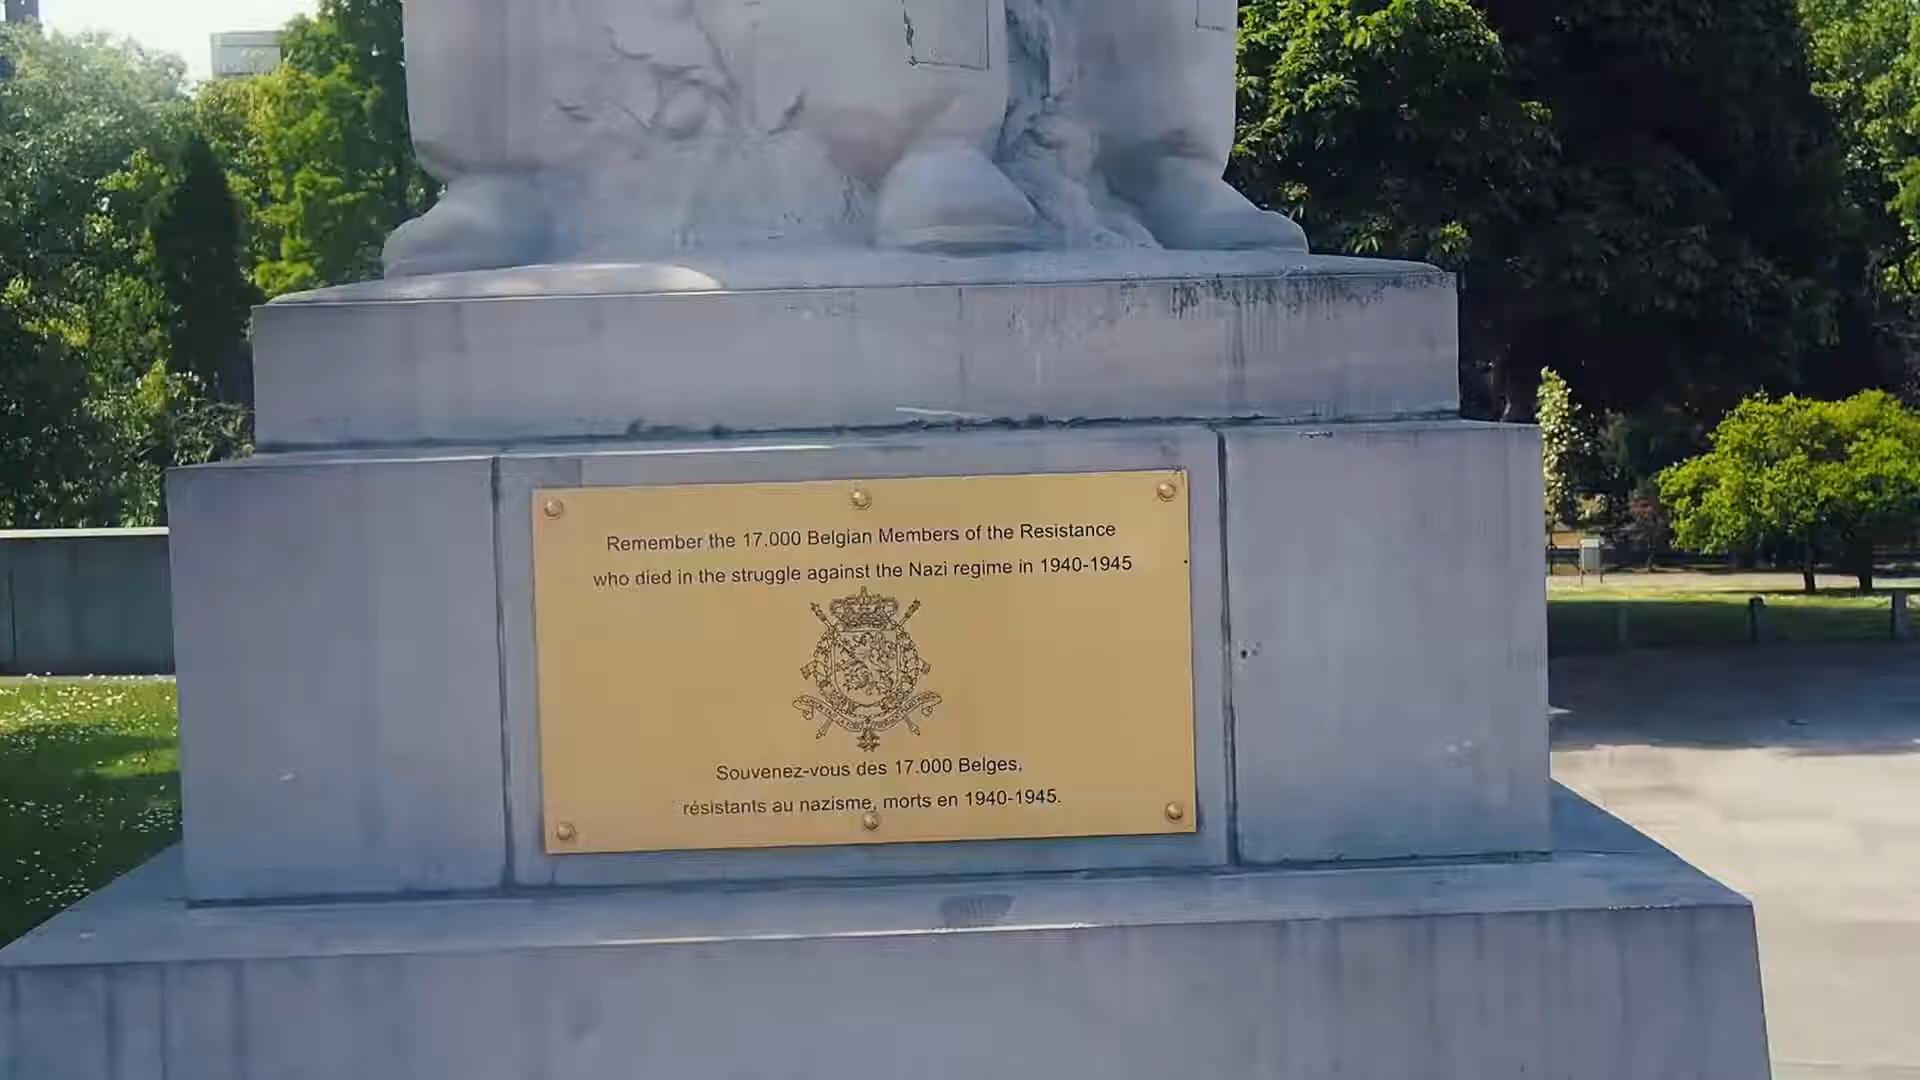 Remember the 17.000 Belgian Members of the Resistance
who died in the struggle against the Nazi regime in 1940-1945
Souvenez-vous des 17.000 Belges,
résistants au nazisme, morts en 1940-1945.